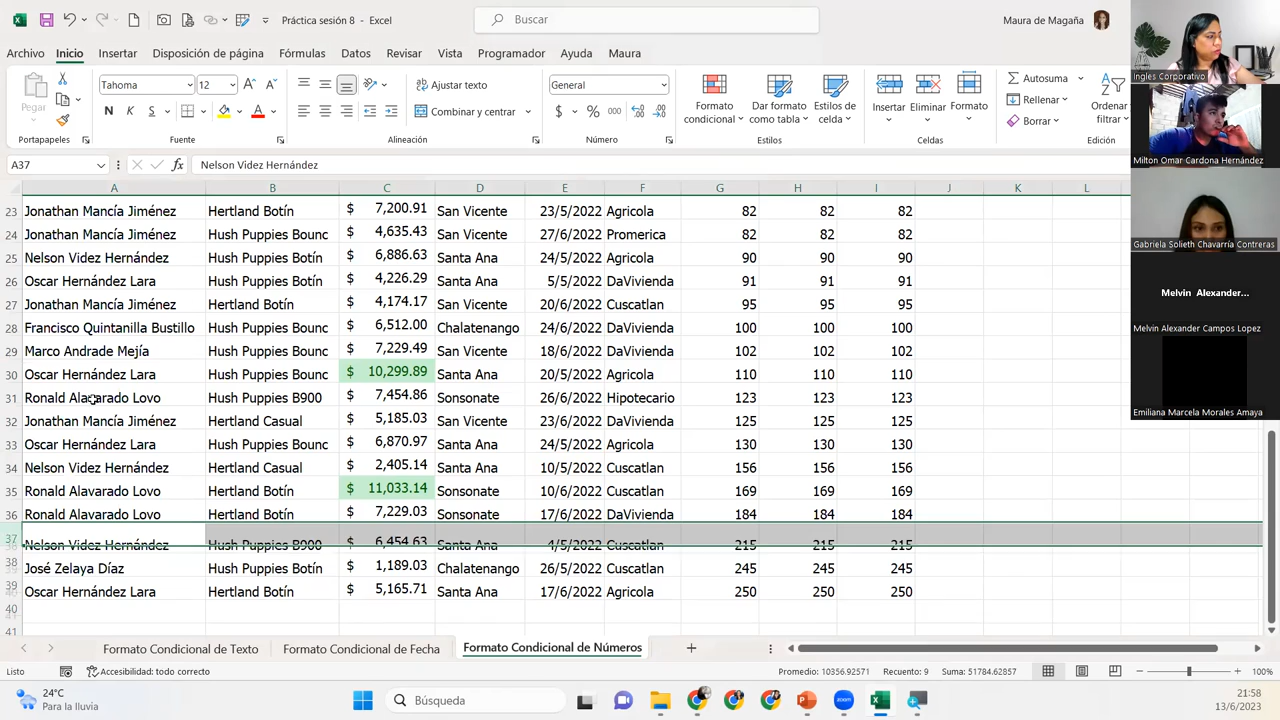 Práctica sesión 8 - Excel
Buscar
Maura de Magaña
Archivo Inicio Insertar Disposición de página Fórmulas Datos Revisar Vista Programador Ayuda Maura
Pegar
Portapapeles
Tahoma 12
N K S
Fuente
Ajustar texto
Combinar y centrar
Alineación
General
$ % 000
Número
Formato condicional
Dar formato como tabla
Estilos de celda
Estilos
Insertar
Eliminar
Formato
Celdas
Autosuma
Rellenar
Borrar
Ordenar filtrar
Edición
A37 fx Nelson Videz Hernández
A B C D E F G H I J K L
23 Jonathan Mancía Jiménez Hertland Botín $ 7,200.91 San Vicente 23/5/2022 Agricola 82 82 82
24 Jonathan Mancía Jiménez Hush Puppies Bounc $ 4,635.43 San Vicente 27/6/2022 Promerica 82 82 82
25 Nelson Videz Hernández Hush Puppies Botín $ 6,886.63 Santa Ana 24/5/2022 Agricola 90 90 90
26 Oscar Hernández Lara Hush Puppies Botín $ 4,226.29 Santa Ana 5/5/2022 DaVivienda 91 91 91
27 Jonathan Mancía Jiménez Hertland Botín $ 4,174.17 San Vicente 20/6/2022 Cuscatlan 95 95 95
28 Francisco Quintanilla Bustillo Hush Puppies Bounc $ 6,512.00 Chalatenango 24/6/2022 DaVivienda 100 100 100
29 Marco Andrade Mejía Hush Puppies Bounc $ 7,229.49 San Vicente 18/6/2022 DaVivienda 102 102 102
30 Oscar Hernández Lara Hush Puppies Bounc $ 10,299.89 Santa Ana 20/5/2022 Agricola 110 110 110
31 Ronald Alavarado Lovo Hush Puppies B900 $ 7,454.86 Sonsonate 26/6/2022 Hipotecario 123 123 123
32 Jonathan Mancía Jiménez Hertland Casual $ 5,185.03 San Vicente 23/6/2022 DaVivienda 125 125 125
33 Oscar Hernández Lara Hush Puppies Bounc $ 6,870.97 Santa Ana 24/5/2022 Agricola 130 130 130
34 Nelson Videz Hernández Hertland Casual $ 2,405.14 Santa Ana 10/5/2022 Cuscatlan 156 156 156
35 Ronald Alavarado Lovo Hertland Botín $ 11,033.14 Sonsonate 10/6/2022 Cuscatlan 169 169 169
36 Ronald Alavarado Lovo Hertland Botín $ 7,229.03 Sonsonate 17/6/2022 DaVivienda 184 184 184
37 Nelson Videz Hernández Hush Puppies B900 $ 6,454.63 Santa Ana 4/5/2022 Cuscatlan 215 215 215
38 José Zelaya Díaz Hush Puppies Botín $ 1,189.03 Chalatenango 26/5/2022 Cuscatlan 245 245 245
39 Oscar Hernández Lara Hertland Botín $ 5,165.71 Santa Ana 17/6/2022 Agricola 250 250 250
40
41
Formato Condicional de Texto Formato Condicional de Fecha Formato Condicional de Números
Listo Accesibilidad: todo correcto Promedio: 10356.92571 Recuento: 9 Suma: 51784.62857 100%
24°C
Para la lluvia
Búsqueda
zoom
21:58
13/6/2023
Ingles Corporativo
Milton Omar Cardona Hernández
Gabriela Solieth Chavarría Contreras
Melvin Alexander...
Melvin Alexander Campos Lopez
Emiliana Marcela Morales Amaya